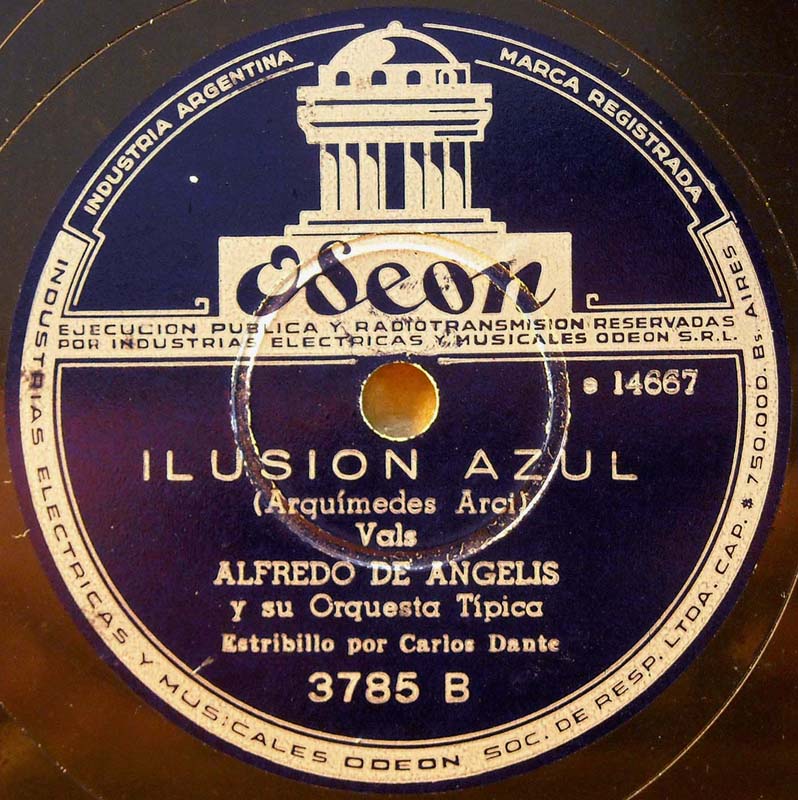 INDUSTRIA ARGENTINA
MARCA REGISTRADA
Odeon
EJECUCION PUBLICA Y RADIOTRANSMISION RESERVADAS
POR INDUSTRIAS ELECTRICAS Y MUSICALES ODEON S.R.L.
e 14667
ILUSION AZUL
(Arquímedes Arci)
Vals
ALFREDO DE ANGELIS
y su Orquesta Típica
Estribillo por Carlos Dante
3785 B
INDUSTRIAS ELECTRICAS Y MUSICALES ODEON SOC. DE RESP. LTDA. CAP. $ 750.000. Bs AIRES